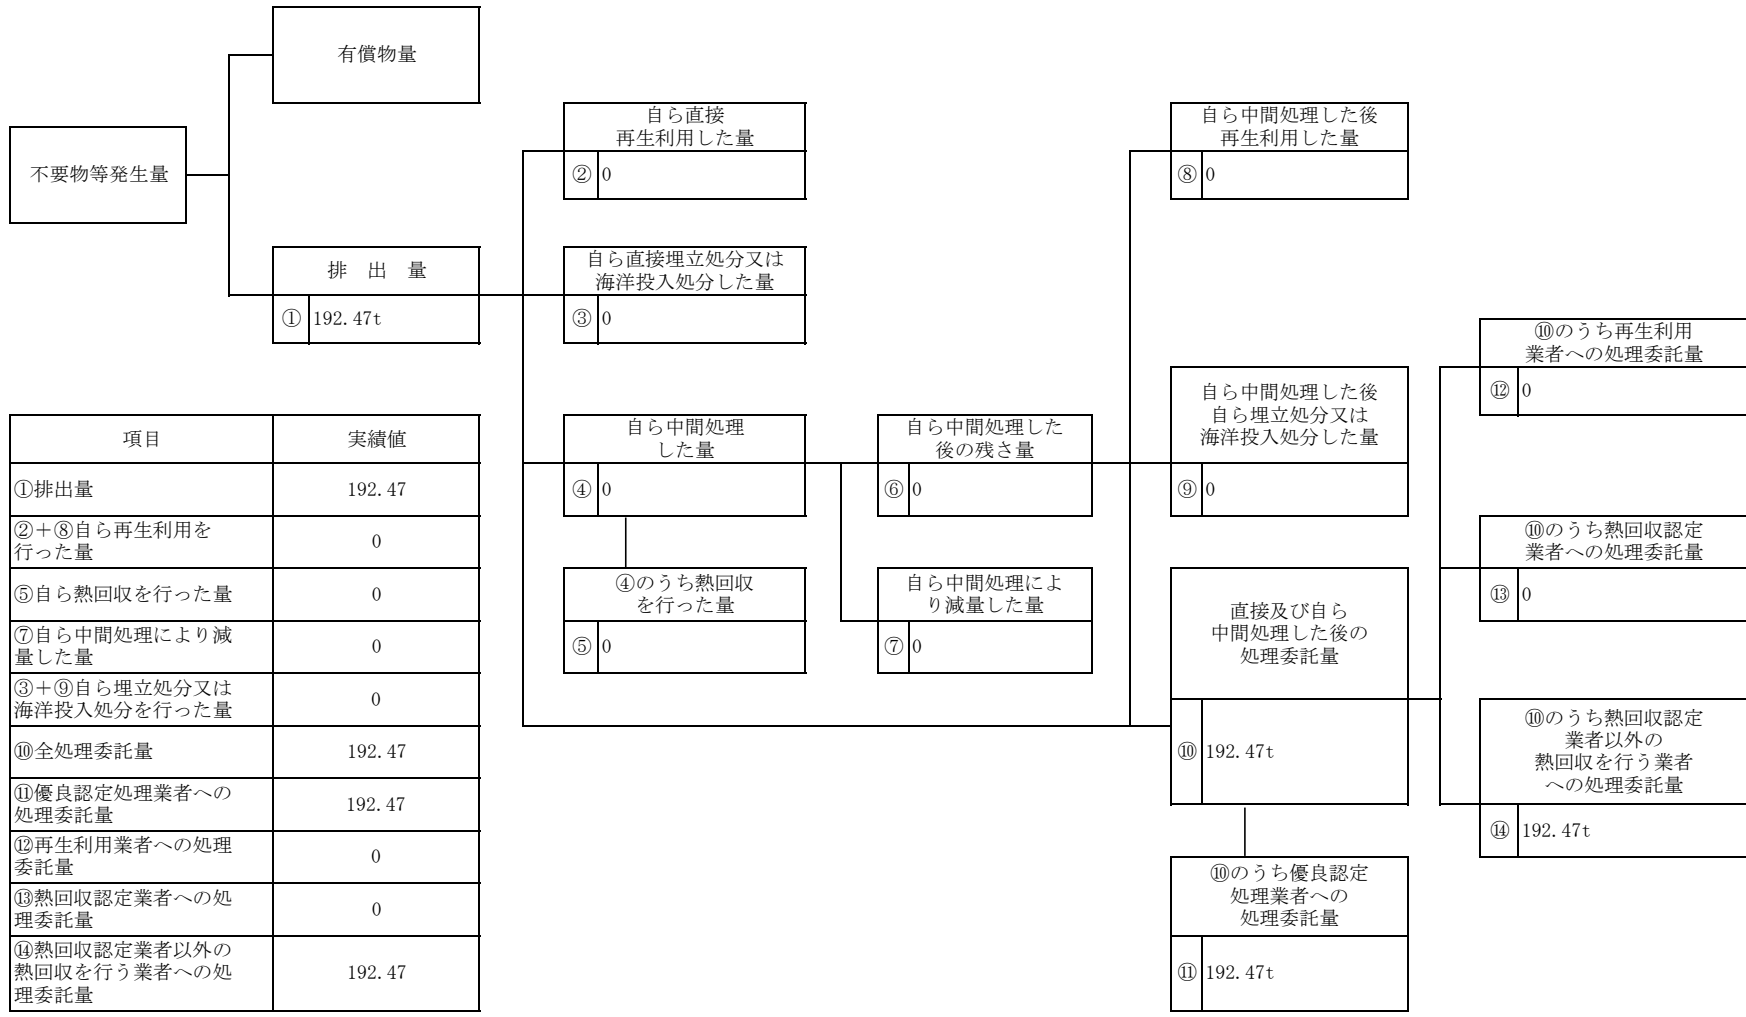 有償物量
不要物等発生量
排　出　量
① 192.47t
自ら直接
再生利用した量
② 0
自ら直接埋立処分又は
海洋投入処分した量
③ 0
自ら中間処理
した量
④ 0
④のうち熱回収
を行った量
⑤ 0
自ら中間処理した
後の残さ量
⑥ 0
自ら中間処理によ
り減量した量
⑦ 0
自ら中間処理した後
再生利用した量
⑧ 0
自ら中間処理した後
自ら埋立処分又は
海洋投入処分した量
⑨ 0
直接及び自ら
中間処理した後の
処理委託量
⑩ 192.47t
⑩のうち優良認定
処理業者への
処理委託量
⑪ 192.47t
⑩のうち再生利用
業者への処理委託量
⑫ 0
⑩のうち熱回収認定
業者への処理委託量
⑬ 0
⑩のうち熱回収認定
業者以外の
熱回収を行う業者
への処理委託量
⑭ 192.47t
項目 実績値
①排出量 192.47
②＋⑧自ら再生利用を
行った量 0
⑤自ら熱回収を行った量 0
⑦自ら中間処理により減
量した量 0
③＋⑨自ら埋立処分又は
海洋投入処分を行った量 0
⑩全処理委託量 192.47
⑪優良認定処理業者への
処理委託量 192.47
⑫再生利用業者への処理
委託量 0
⑬熱回収認定業者への処
理委託量 0
⑭熱回収認定業者以外の
熱回収を行う業者への処
理委託量 192.47